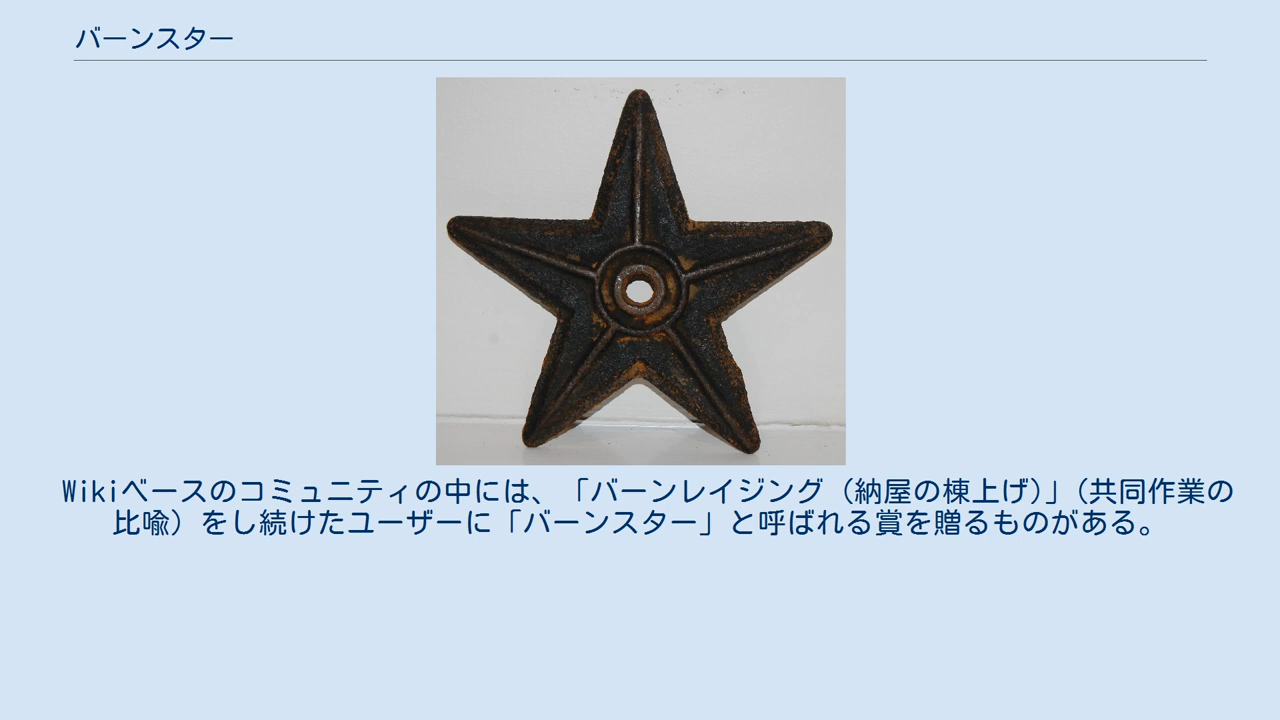 バーンスター
Wikiベースのコミュニティの中には、「バーンレイジング（納屋の棟上げ）」（共同作業の
比喩）をし続けたユーザーに「バーンスター」と呼ばれる賞を贈るものがある。